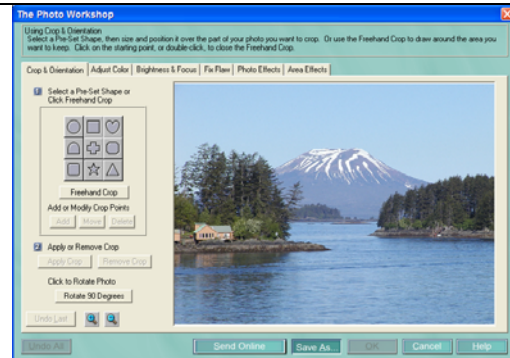 The Photo Workshop
Using Crop & Orientation
Select a Pre-Set Shape, then size and position it over the part of your photo you want to crop. Or use the Freehand Crop to draw around the area you
want to keep. Click on the starting point, or double-click, to close the Freehand Crop.
Crop & Orientation Adjust Color Brightness & Focus Fix Flaw Photo Effects Area Effects
1 Select a Pre-Set Shape or
Click Freehand Crop
Freehand Crop
Add or Modify Crop Points
Add Move Delete
2 Apply or Remove Crop
Apply Crop Remove Crop
Click to Rotate Photo
Rotate 90 Degrees
Undo Last
Undo All Send Online Save As... OK Cancel Help